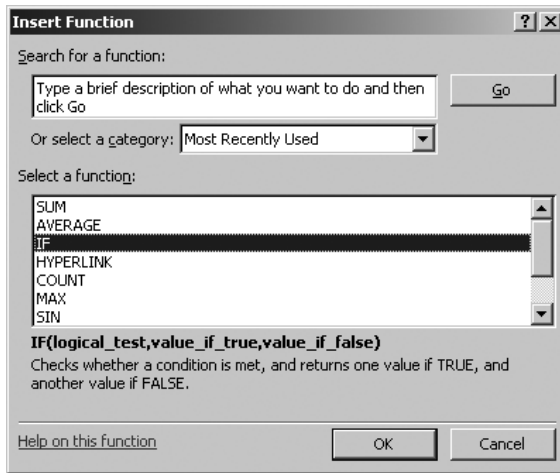 Insert Function
Search for a function:
Type a brief description of what you want to do and then
click Go
Go
Or select a category: Most Recently Used
Select a function:
SUM
AVERAGE
IF
HYPERLINK
COUNT
MAX
SIN
IF(logical_test,value_if_true,value_if_false)
Checks whether a condition is met, and returns one value if TRUE, and
another value if FALSE.
Help on this function
OK
Cancel